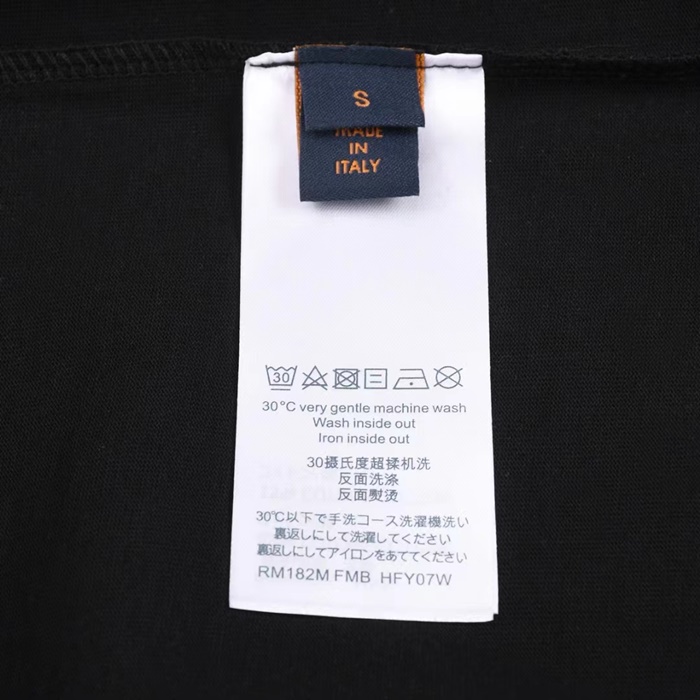 S
MADE
IN
ITALY
30
30°C very gentle machine wash
Wash inside out
Iron inside out
30摄氏度超揉机洗
反面洗涤
反面熨烫
30℃以下で手洗コース洗濯機洗い
裏返しにして洗濯してください
裏返しにしてアイロンをあててください
RM182M FMB HFY07W